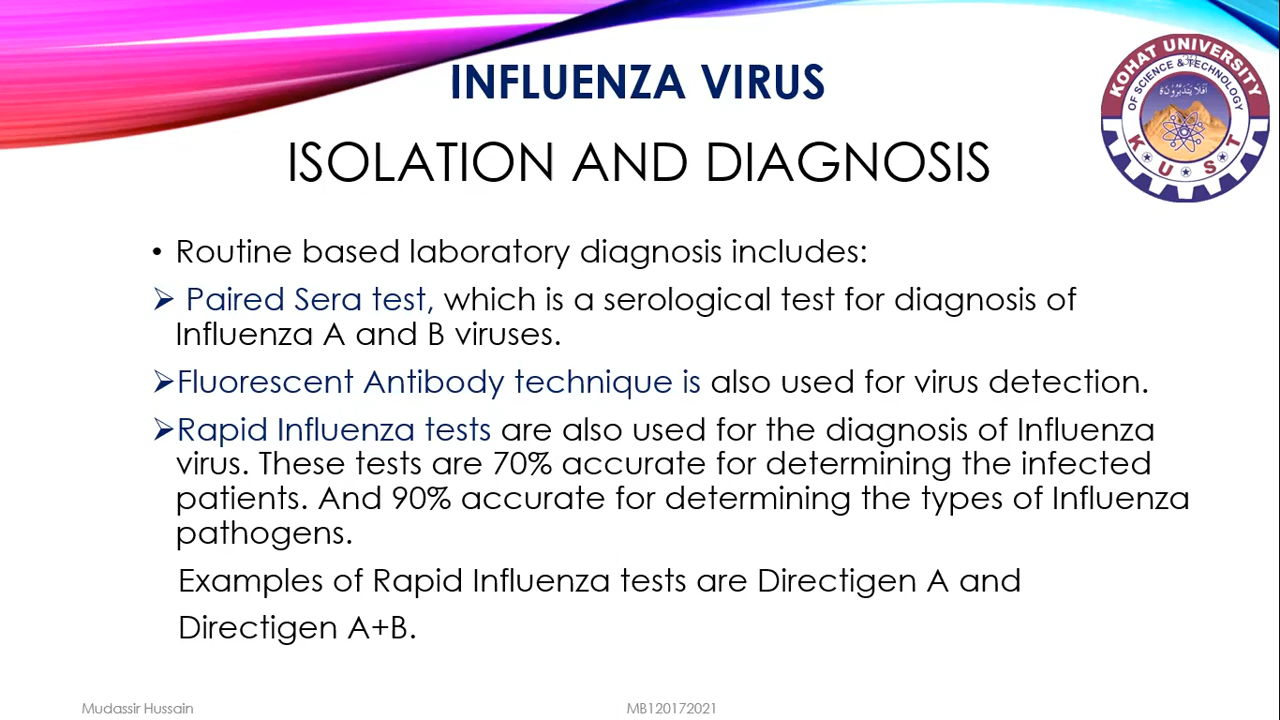 INFLUENZA VIRUS
ISOLATION AND DIAGNOSIS
KOHAT UNIVERSITY
OF SCIENCE & TECHNOLOGY
K U S T
• Routine based laboratory diagnosis includes:
➢ Paired Sera test, which is a serological test for diagnosis of
Influenza A and B viruses.
➢Fluorescent Antibody technique is also used for virus detection.
➢Rapid Influenza tests are also used for the diagnosis of Influenza
virus. These tests are 70% accurate for determining the infected
patients. And 90% accurate for determining the types of Influenza
pathogens.
Examples of Rapid Influenza tests are Directigen A and
Directigen A+B.
Mudassir Hussain
MB120172021